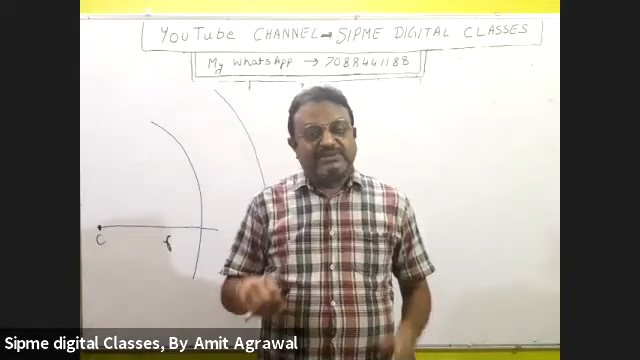 YouTube CHANNEL → SIPME DIGITAL CLASSES
My WhatsApp → 7088441188
C
Sipme digital Classes, By Amit Agrawal